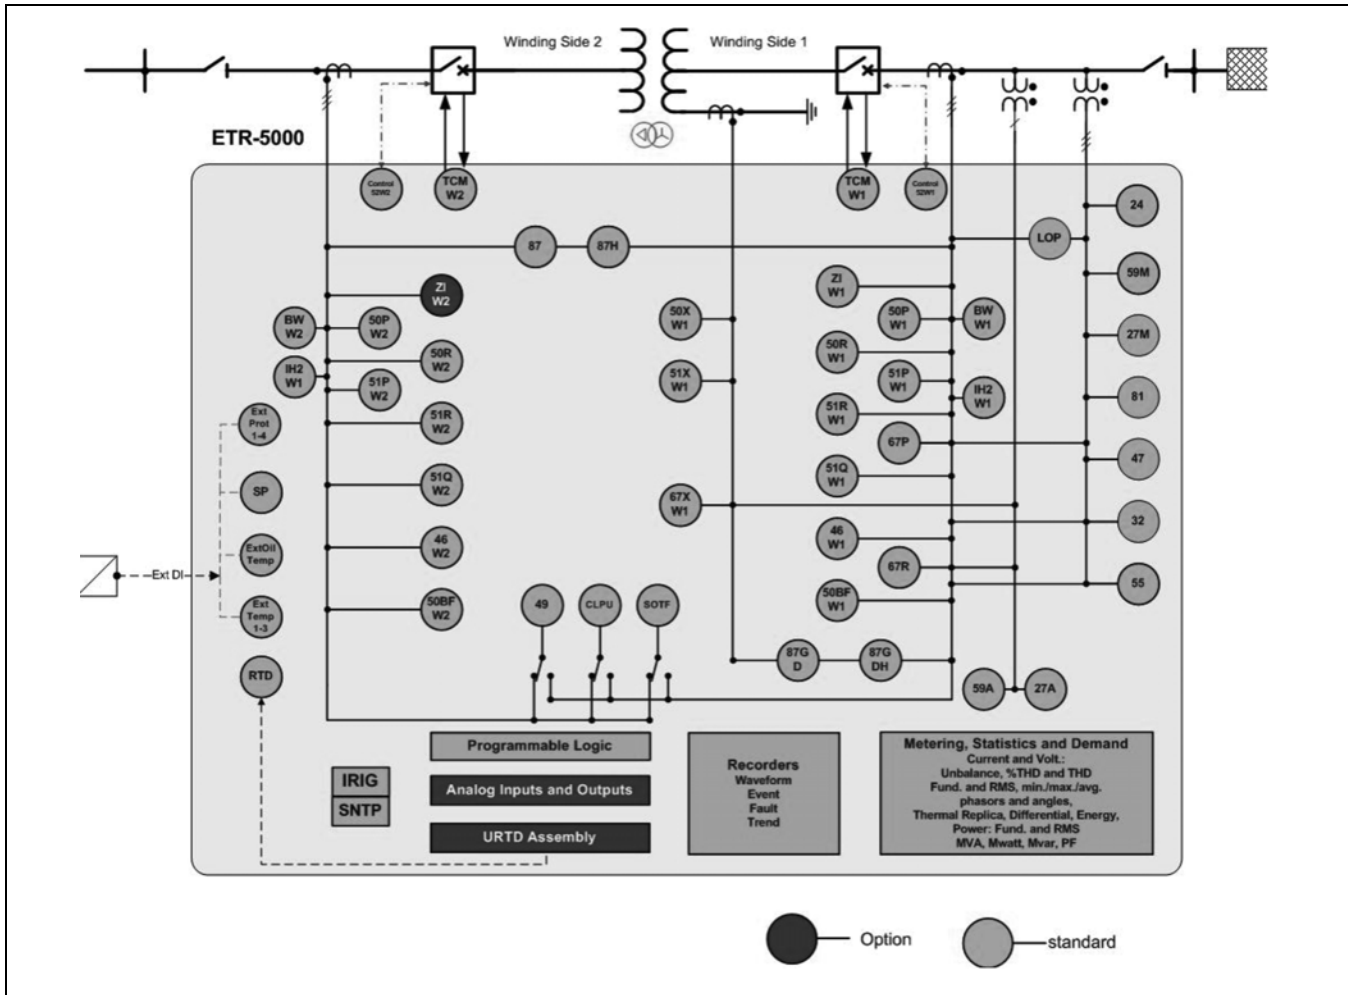 Winding Side 2
Winding Side 1
ETR-5000
Control
52W2
TCM
W2
TCM
W1
Control
52W1
24
LOP
87
87H
59M
ZI
W2
ZI
W1
BW
W2
50P
W2
50X
W1
50P
W1
BW
W1
27M
50R
W2
50R
W1
IH2
W1
51P
W2
51X
W1
51P
W1
IH2
W1
81
Ext
Prot
1-4
51R
W2
51R
W1
67P
47
SP
51Q
W2
67X
W1
51Q
W1
32
ExtOil
Temp
46
W2
46
W1
67R
55
Ext DI
Ext
Temp
1-3
50BF
W2
49
CLPU
SOTF
50BF
W1
RTD
87G
D
87G
DH
59A
27A
Programmable Logic
IRIG
SNTP
Analog Inputs and Outputs
URTD Assembly
Recorders
Waveform
Event
Fault
Trend
Metering, Statistics and Demand
Current and Volt.:
Unbalance, %THD and THD
Fund. and RMS, min./max./avg.
phasors and angles,
Thermal Replica, Differential, Energy,
Power: Fund. and RMS
MVA, Mwatt, Mvar, PF
Option
standard